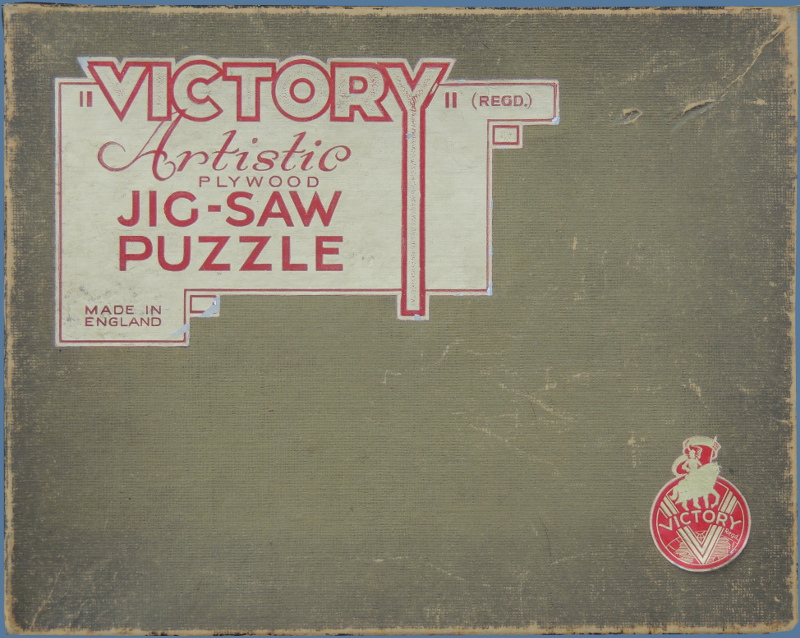 "VICTORY" (REGD.)
Artistic
PLYWOOD
JIG-SAW
PUZZLE
MADE IN
ENGLAND
VICTORY
V